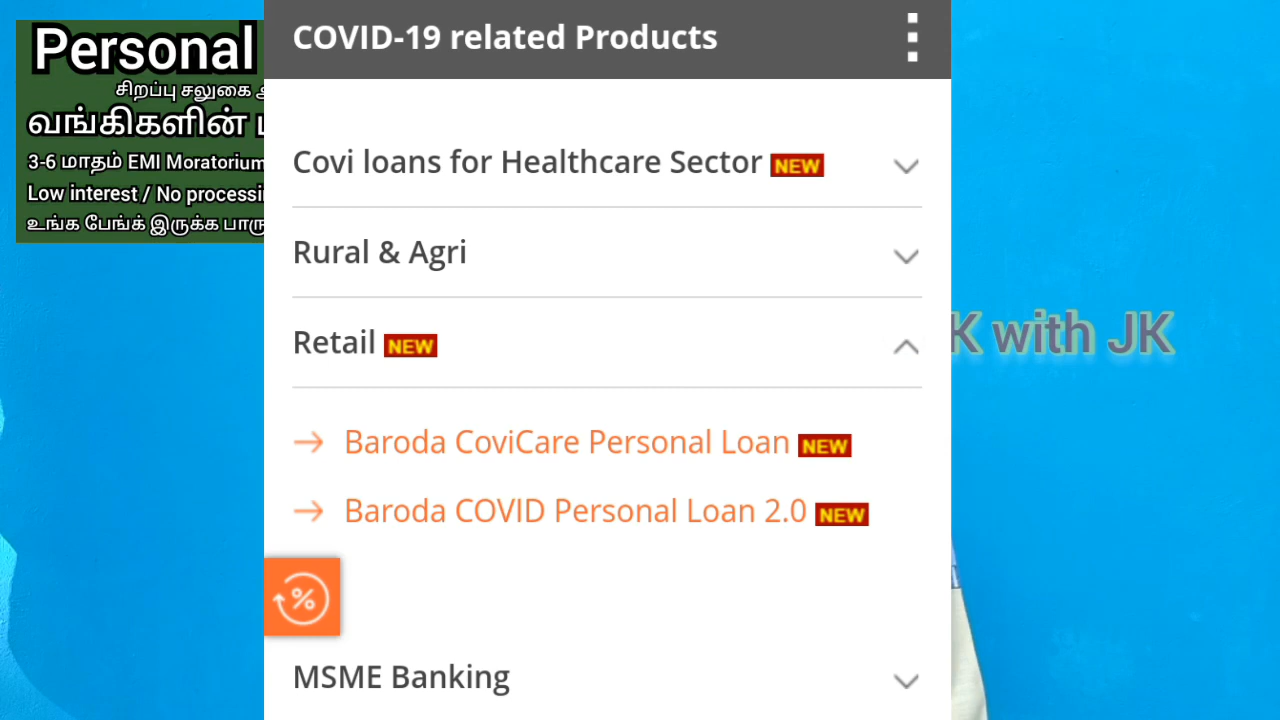 Personal
சிறப்பு சலுகை
வங்கிகளின்
3-6 மாதம் EMI Moratorium
Low interest / No
உங்க பேங்க் இருக்க
COVID-19 related Products
Covi loans for Healthcare Sector NEW
Rural & Agri
Retail NEW
Baroda CoviCare Personal Loan NEW
Baroda COVID Personal Loan 2.0 NEW
%
MSME Banking
K with JK